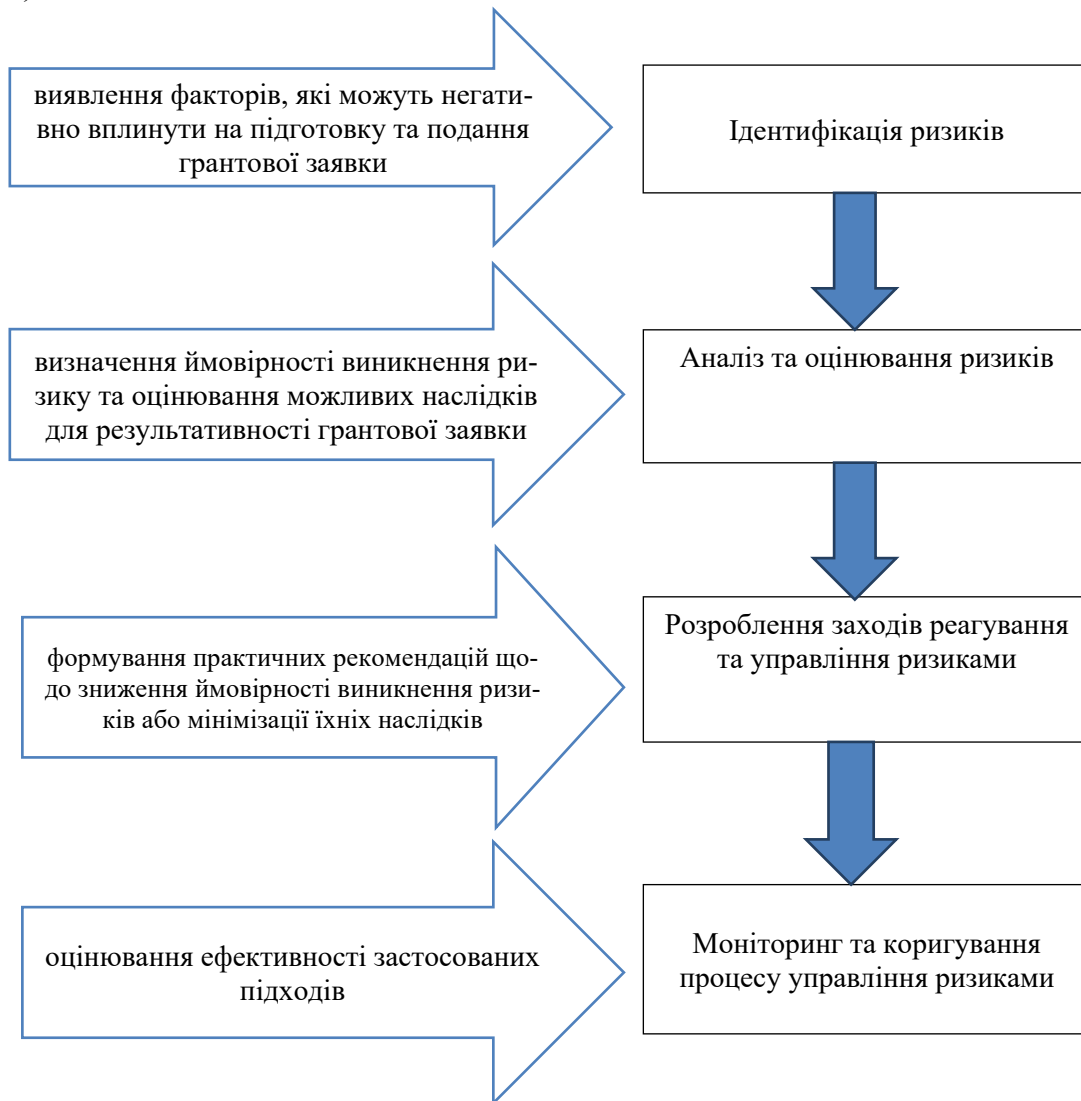 виявлення факторів, які можуть негати-
вно вплинути на підготовку та подання
грантової заявки
Ідентифікація ризиків
визначення ймовірності виникнення ри-
зику та оцінювання можливих наслідків
для результативності грантової заявки
Аналіз та оцінювання ризиків
формування практичних рекомендацій що-
до зниження ймовірності виникнення ризи-
ків або мінімізації їхніх наслідків
Розроблення заходів реагування
та управління ризиками
оцінювання ефективності застосованих
підходів
Моніторинг та коригування
процесу управління ризиками